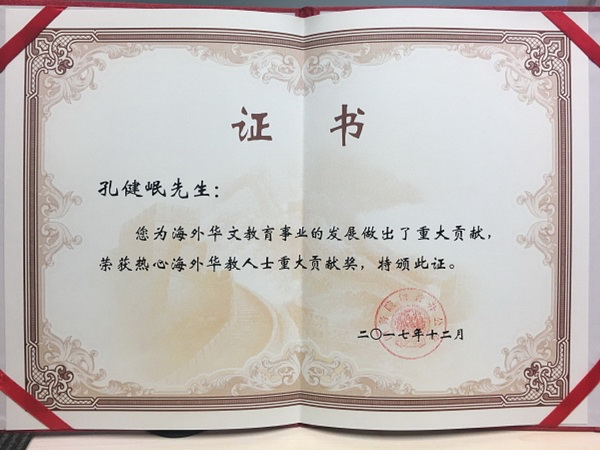 证书
孔健岷先生：
您为海外华文教育事业的发展做出了重大贡献，
荣获热心海外华教人士重大贡献奖，特颁此证。
二〇一七年十二月